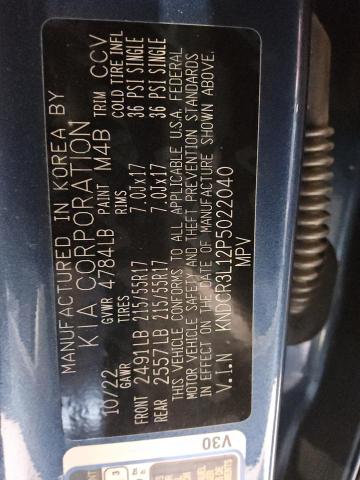 MANUFACTURED IN KOREA BY
KIA CORPORATION
10/22 GVWR 4784LB PAINT M4B TRIM CCV
GAWR TIRES RIMS COLD TIRE INFL
FRONT 2491LB 215/55R17 7.0Jx17 36 PSI SINGLE
REAR 2557LB 215/55R17 7.0Jx17 36 PSI SINGLE
THIS VEHICLE CONFORMS TO ALL APPLICABLE U.S.A. FEDERAL
MOTOR VEHICLE SAFETY AND THEFT PREVENTION STANDARDS
IN EFFECT ON THE DATE OF MANUFACTURE SHOWN ABOVE.
V.I.N KNDCR3L12P5022040
MPV
V30